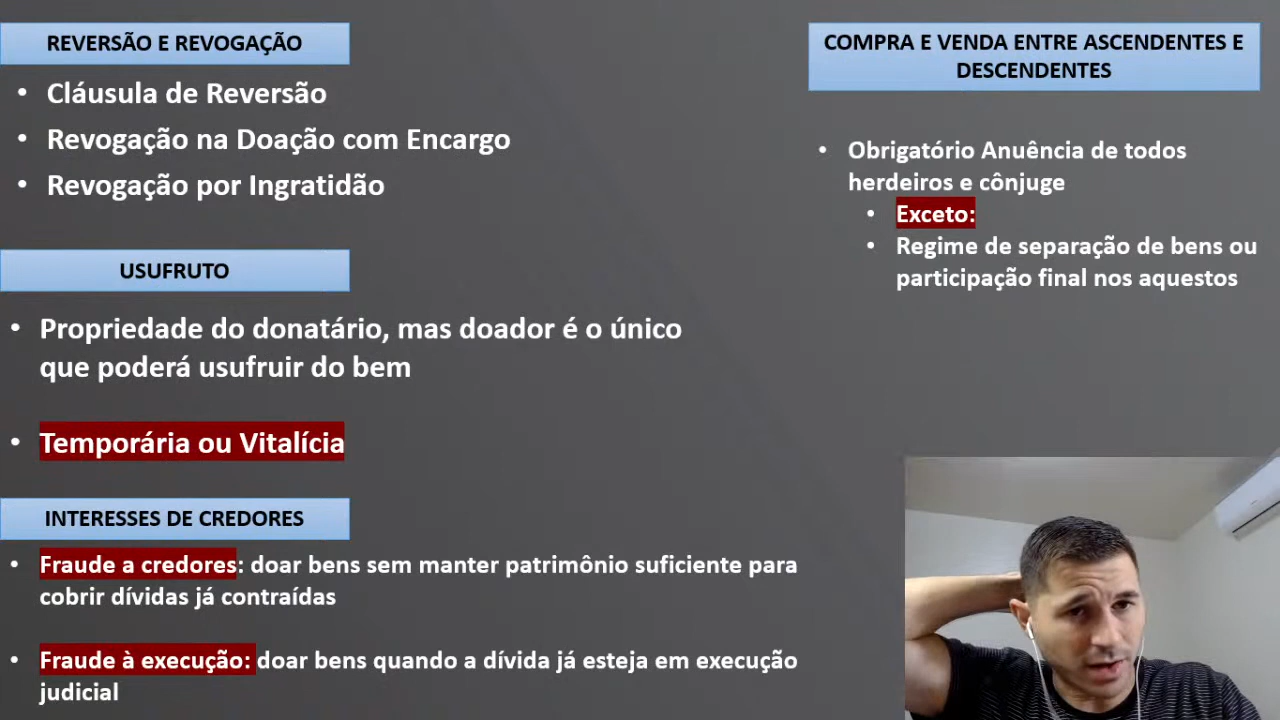 REVERSÃO E REVOGAÇÃO
• Cláusula de Reversão
• Revogação na Doação com Encargo
• Revogação por Ingratidão
USUFRUTO
• Propriedade do donatário, mas doador é o único
que poderá usufruir do bem
• Temporária ou Vitalícia
INTERESSES DE CREDORES
• Fraude a credores: doar bens sem manter patrimônio suficiente para
cobrir dívidas já contraídas
• Fraude à execução: doar bens quando a dívida já esteja em execução
judicial
COMPRA E VENDA ENTRE ASCENDENTES E
DESCENDENTES
• Obrigatório Anuência de todos
herdeiros e cônjuge
• Exceto:
• Regime de separação de bens ou
participação final nos aquestos